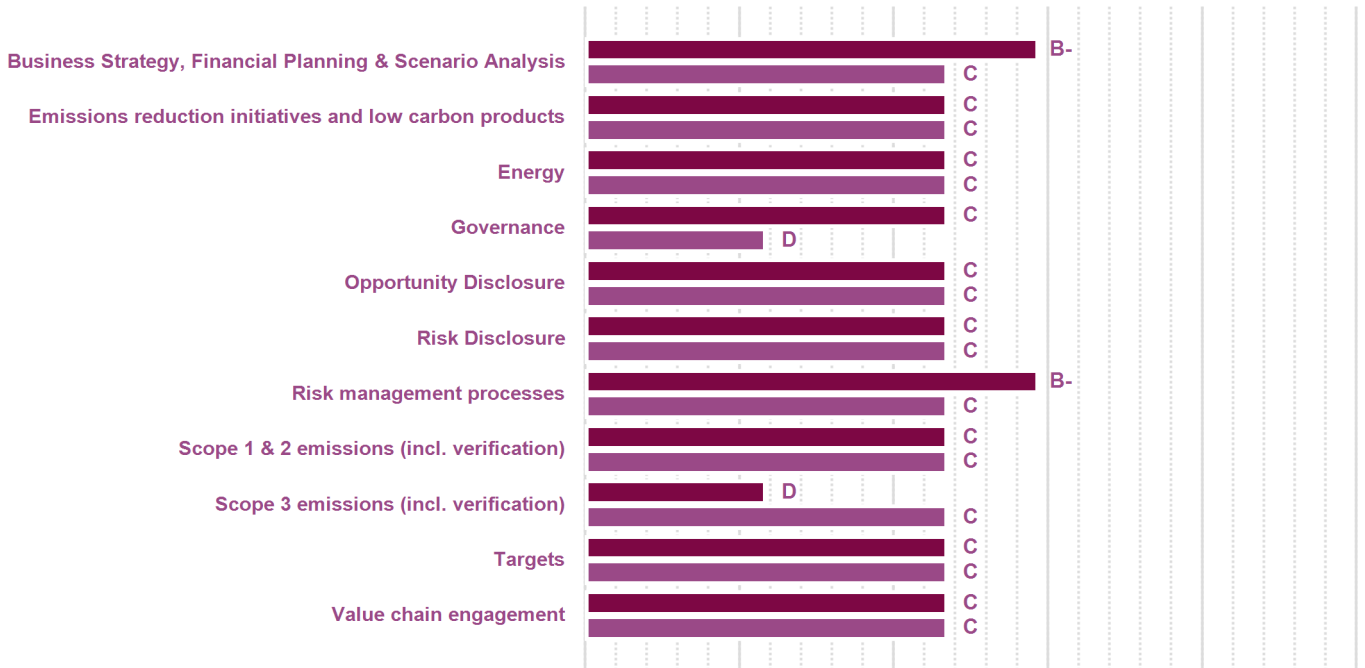 Business Strategy, Financial Planning & Scenario Analysis
B-
C
Emissions reduction initiatives and low carbon products
C
C
Energy
C
C
Governance
C
D
Opportunity Disclosure
C
C
Risk Disclosure
C
C
Risk management processes
B-
C
Scope 1 & 2 emissions (incl. verification)
C
C
Scope 3 emissions (incl. verification)
D
C
Targets
C
C
Value chain engagement
C
C